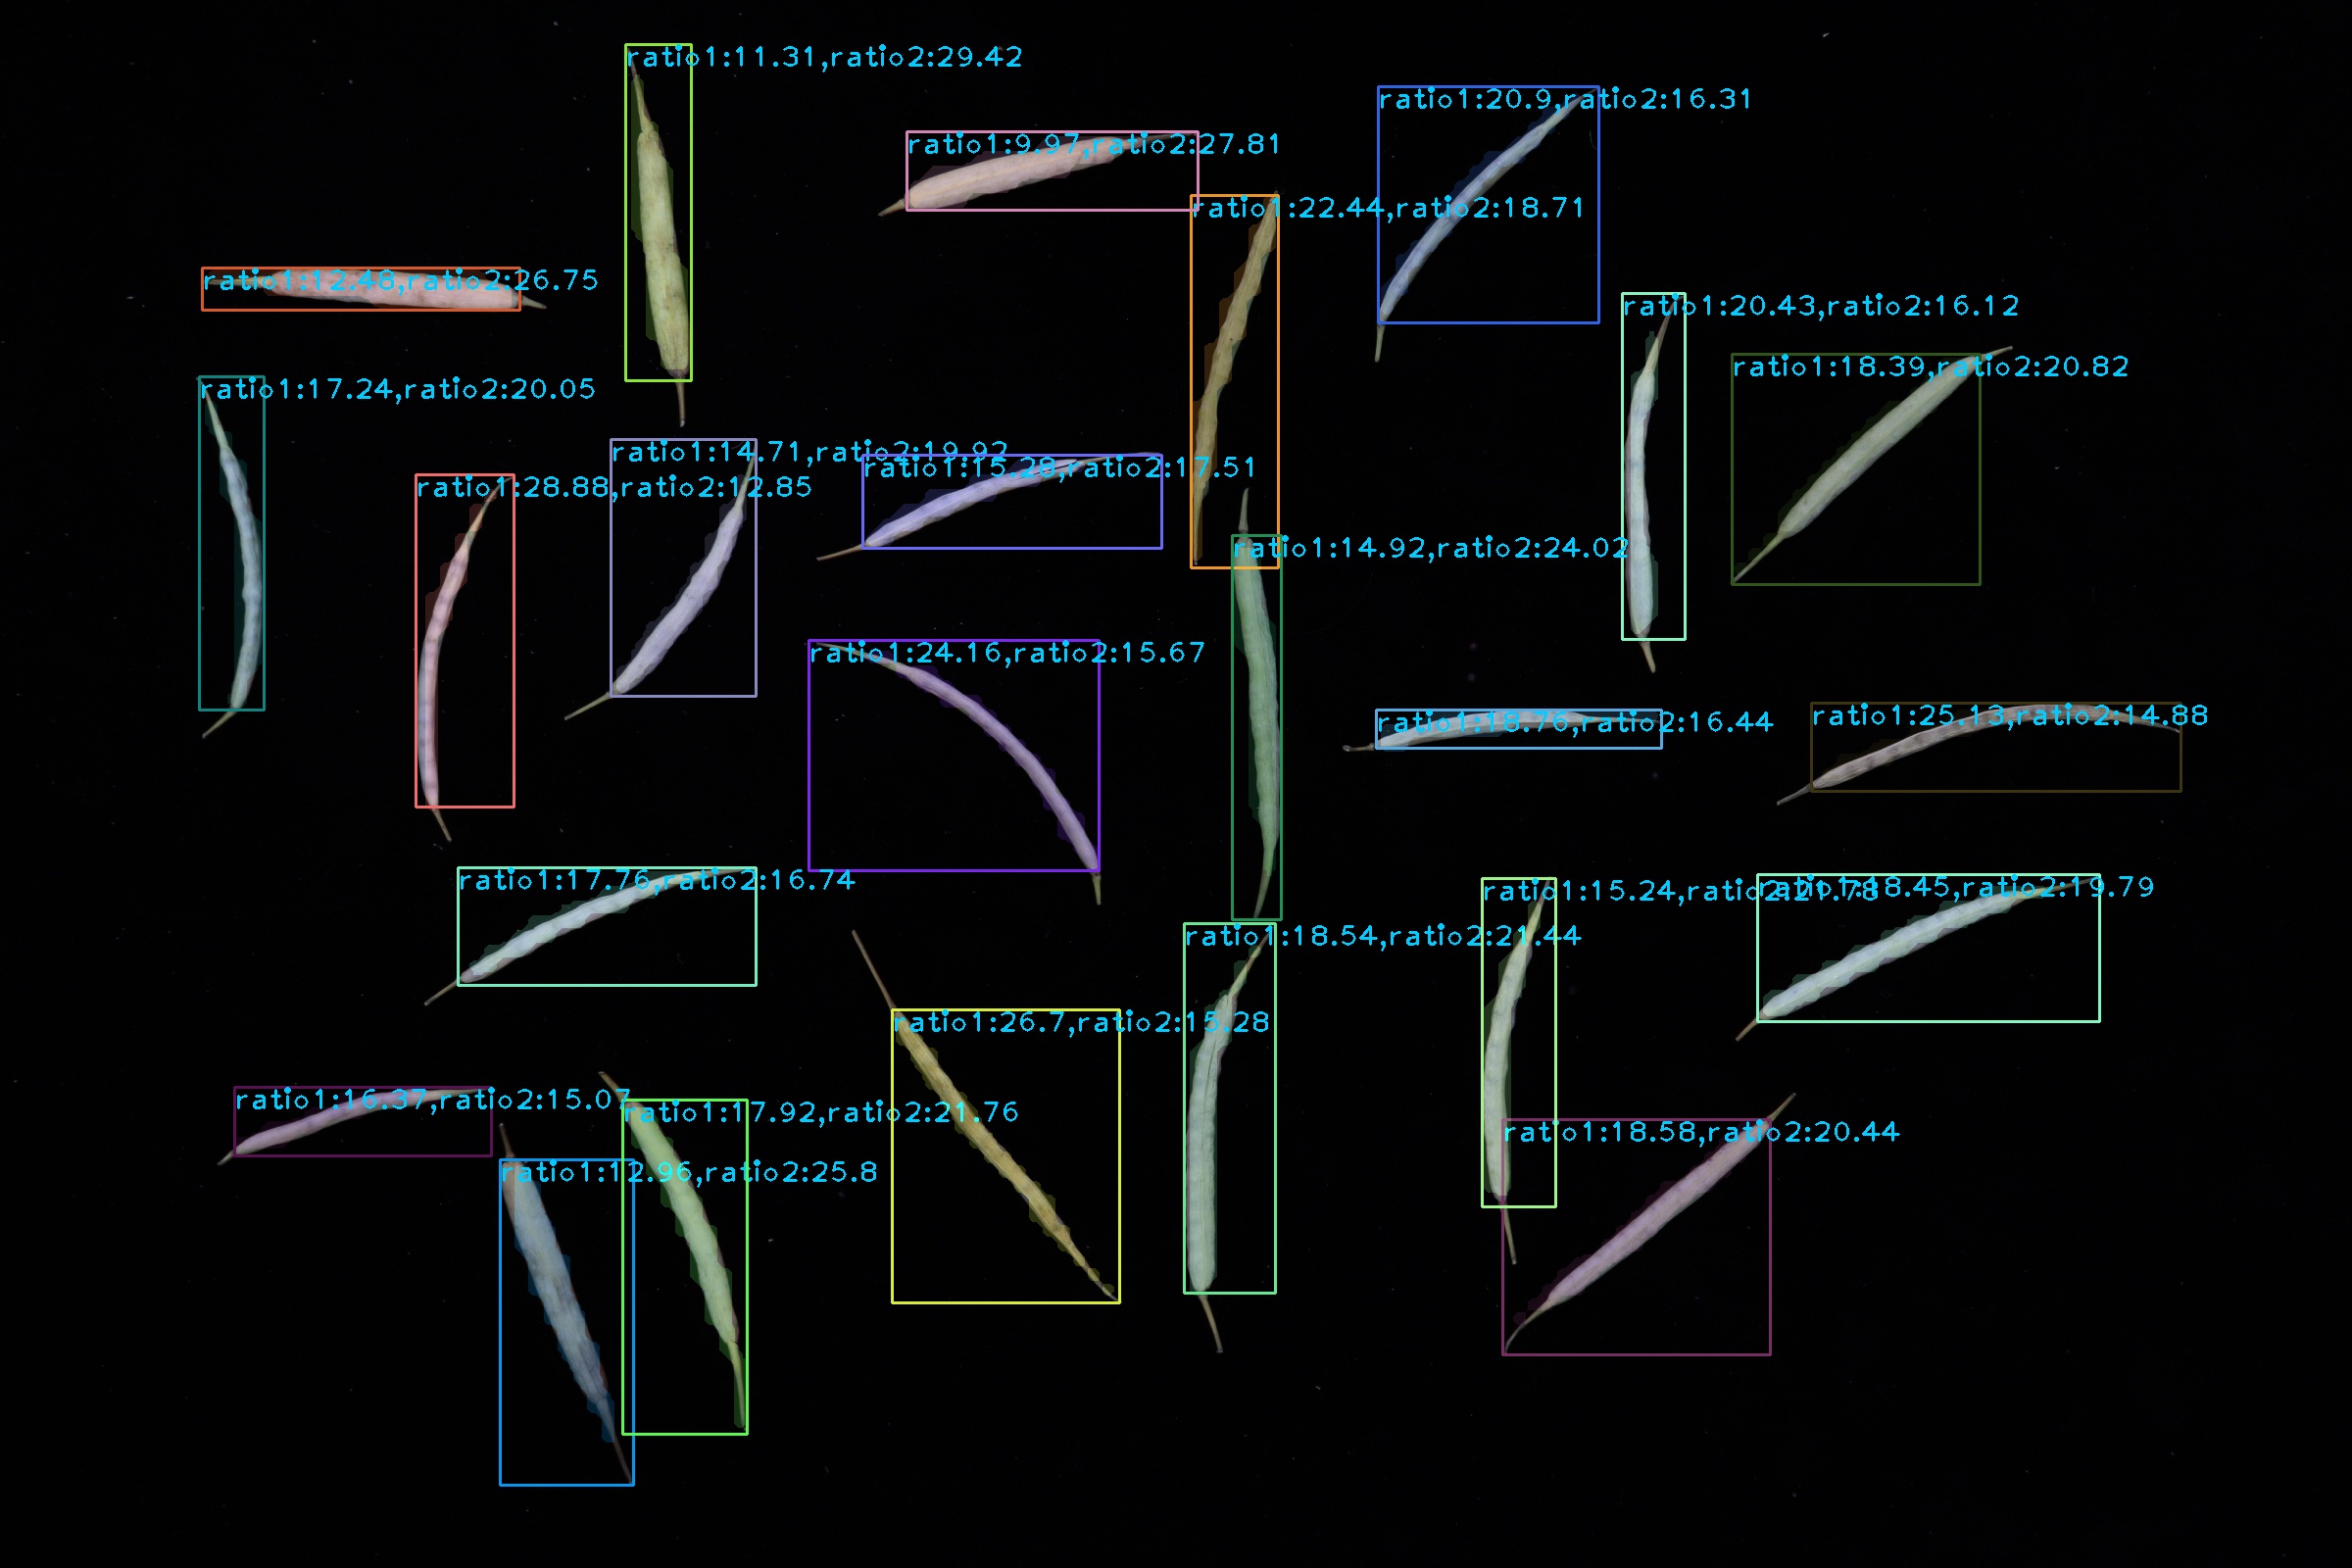 ratio1:11.31,ratio2:29.42
ratio1:20.9,ratio2:16.31
ratio1:9.97,ratio2:27.81
ratio1:22.44,ratio2:18.71
ratio1:12.48,ratio2:26.75
ratio1:20.43,ratio2:16.12
ratio1:18.39,ratio2:20.82
ratio1:17.24,ratio2:20.05
ratio1:14.71,ratio2:19.92
ratio1:15.28,ratio2:17.51
ratio1:28.88,ratio2:12.85
ratio1:14.92,ratio2:24.02
ratio1:24.16,ratio2:15.67
ratio1:25.13,ratio2:14.88
ratio1:18.76,ratio2:16.44
ratio1:17.76,ratio2:16.74
ratio1:15.24,ratio2:21.78
ratio1:18.45,ratio2:19.79
ratio1:18.54,ratio2:21.44
ratio1:26.7,ratio2:15.28
ratio1:16.37,ratio2:15.07
ratio1:17.92,ratio2:21.76
ratio1:18.58,ratio2:20.44
ratio1:12.96,ratio2:25.8